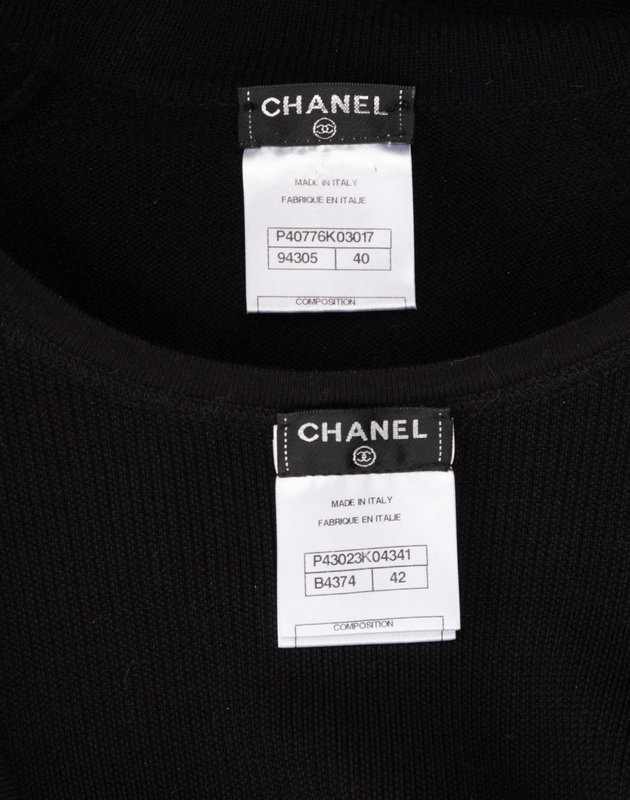 CHANEL
MADE IN ITALY
FABRIQUE EN ITALIE
P40776K03017
94305 40
COMPOSITION
CHANEL
MADE IN ITALY
FABRIQUE EN ITALIE
P43023K04341
B4374 42
COMPOSITION